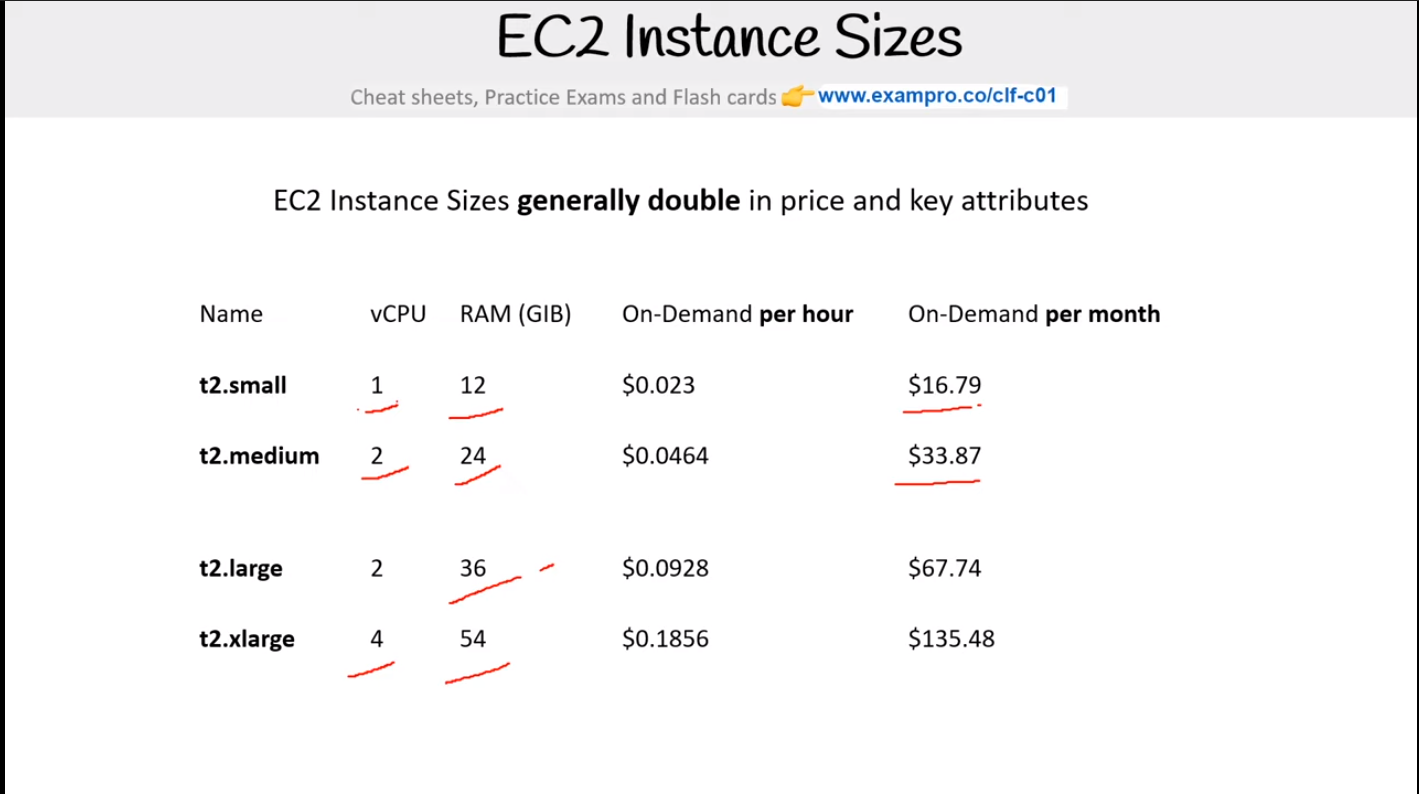 EC2 Instance Sizes
Cheat sheets, Practice Exams and Flash cards 👉 www.exampro.co/clf-c01
EC2 Instance Sizes generally double in price and key attributes
Name vCPU RAM (GIB) On-Demand per hour On-Demand per month
t2.small 1 12 $0.023 $16.79
t2.medium 2 24 $0.0464 $33.87
t2.large 2 36 $0.0928 $67.74
t2.xlarge 4 54 $0.1856 $135.48